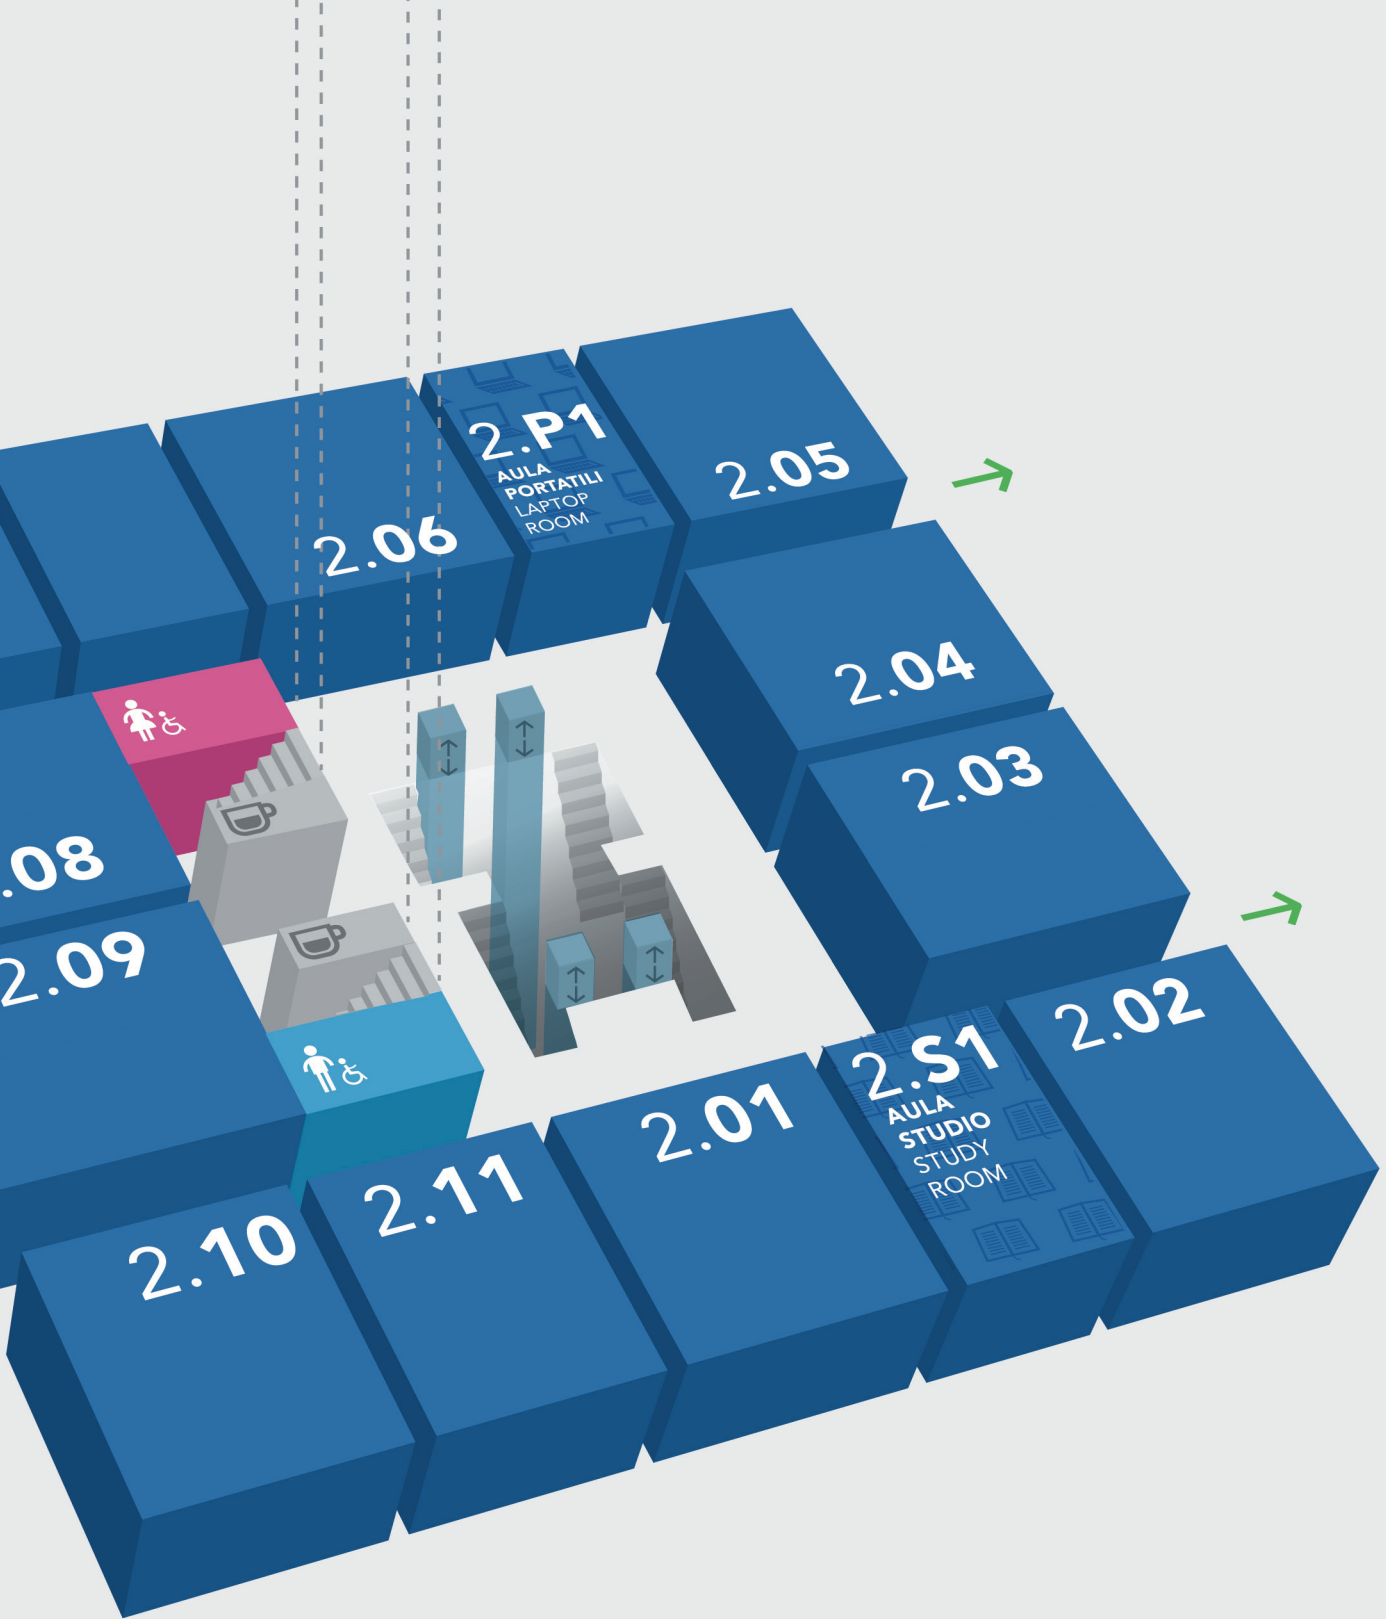 2.P1
AULA
PORTATILI
LAPTOP
ROOM
2.05
2.06
2.04
2.03
.08
2.09
2.02
2.S1
AULA
STUDIO
STUDY
ROOM
2.01
2.11
2.10